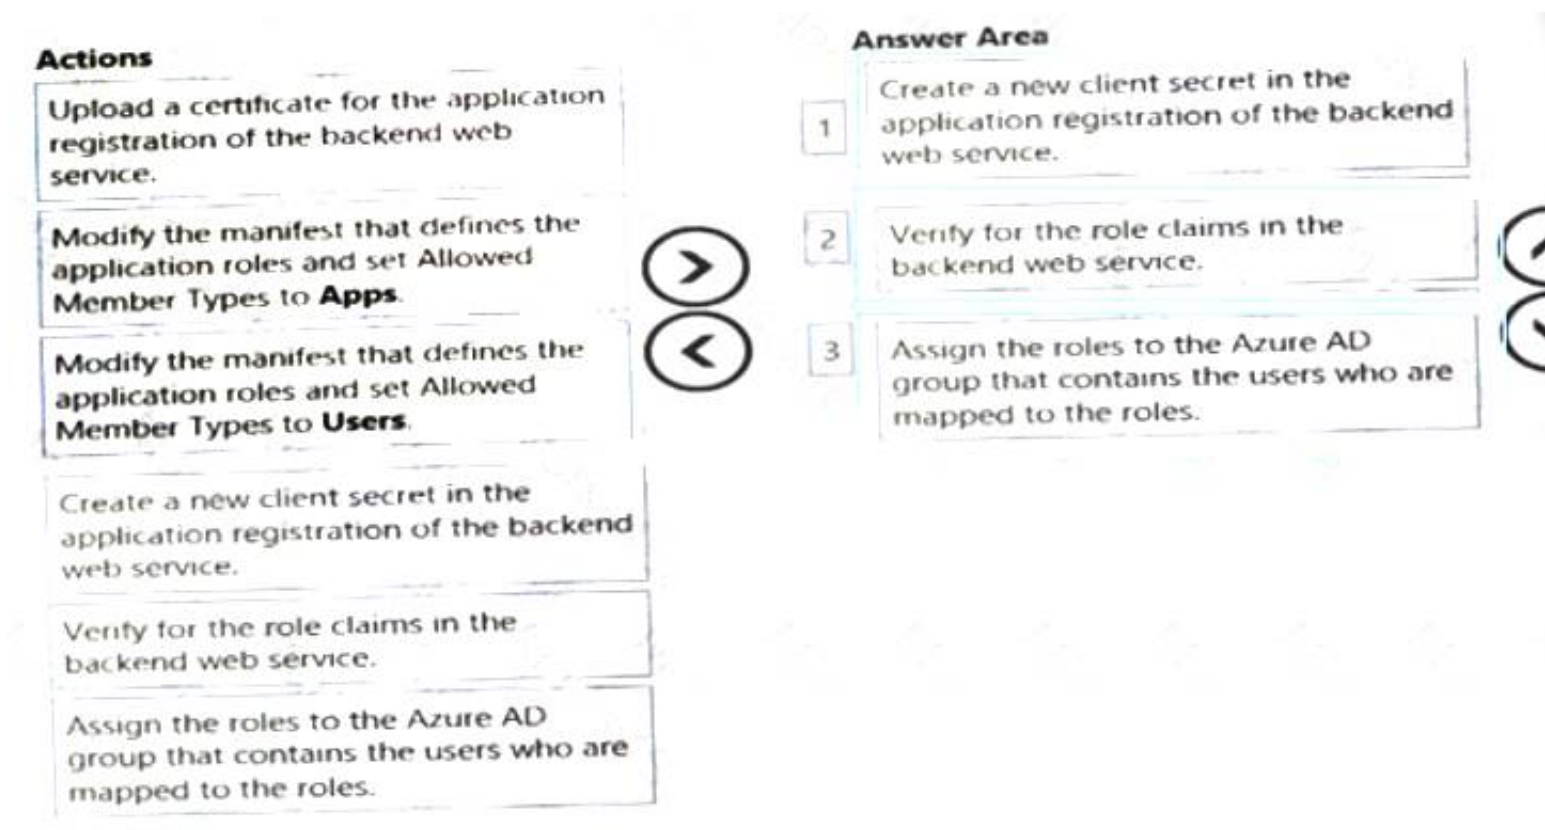 Actions
Upload a certificate for the application
registration of the backend web
service.
Modify the manifest that defines the
application roles and set Allowed
Member Types to Apps.
Modify the manifest that defines the
application roles and set Allowed
Member Types to Users.
Create a new client secret in the
application registration of the backend
web service.
Verify for the role claims in the
backend web service.
Assign the roles to the Azure AD
group that contains the users who are
mapped to the roles.
Answer Area
1
Create a new client secret in the
application registration of the backend
web service.
2
Verify for the role claims in the
backend web service.
3
Assign the roles to the Azure AD
group that contains the users who are
mapped to the roles.